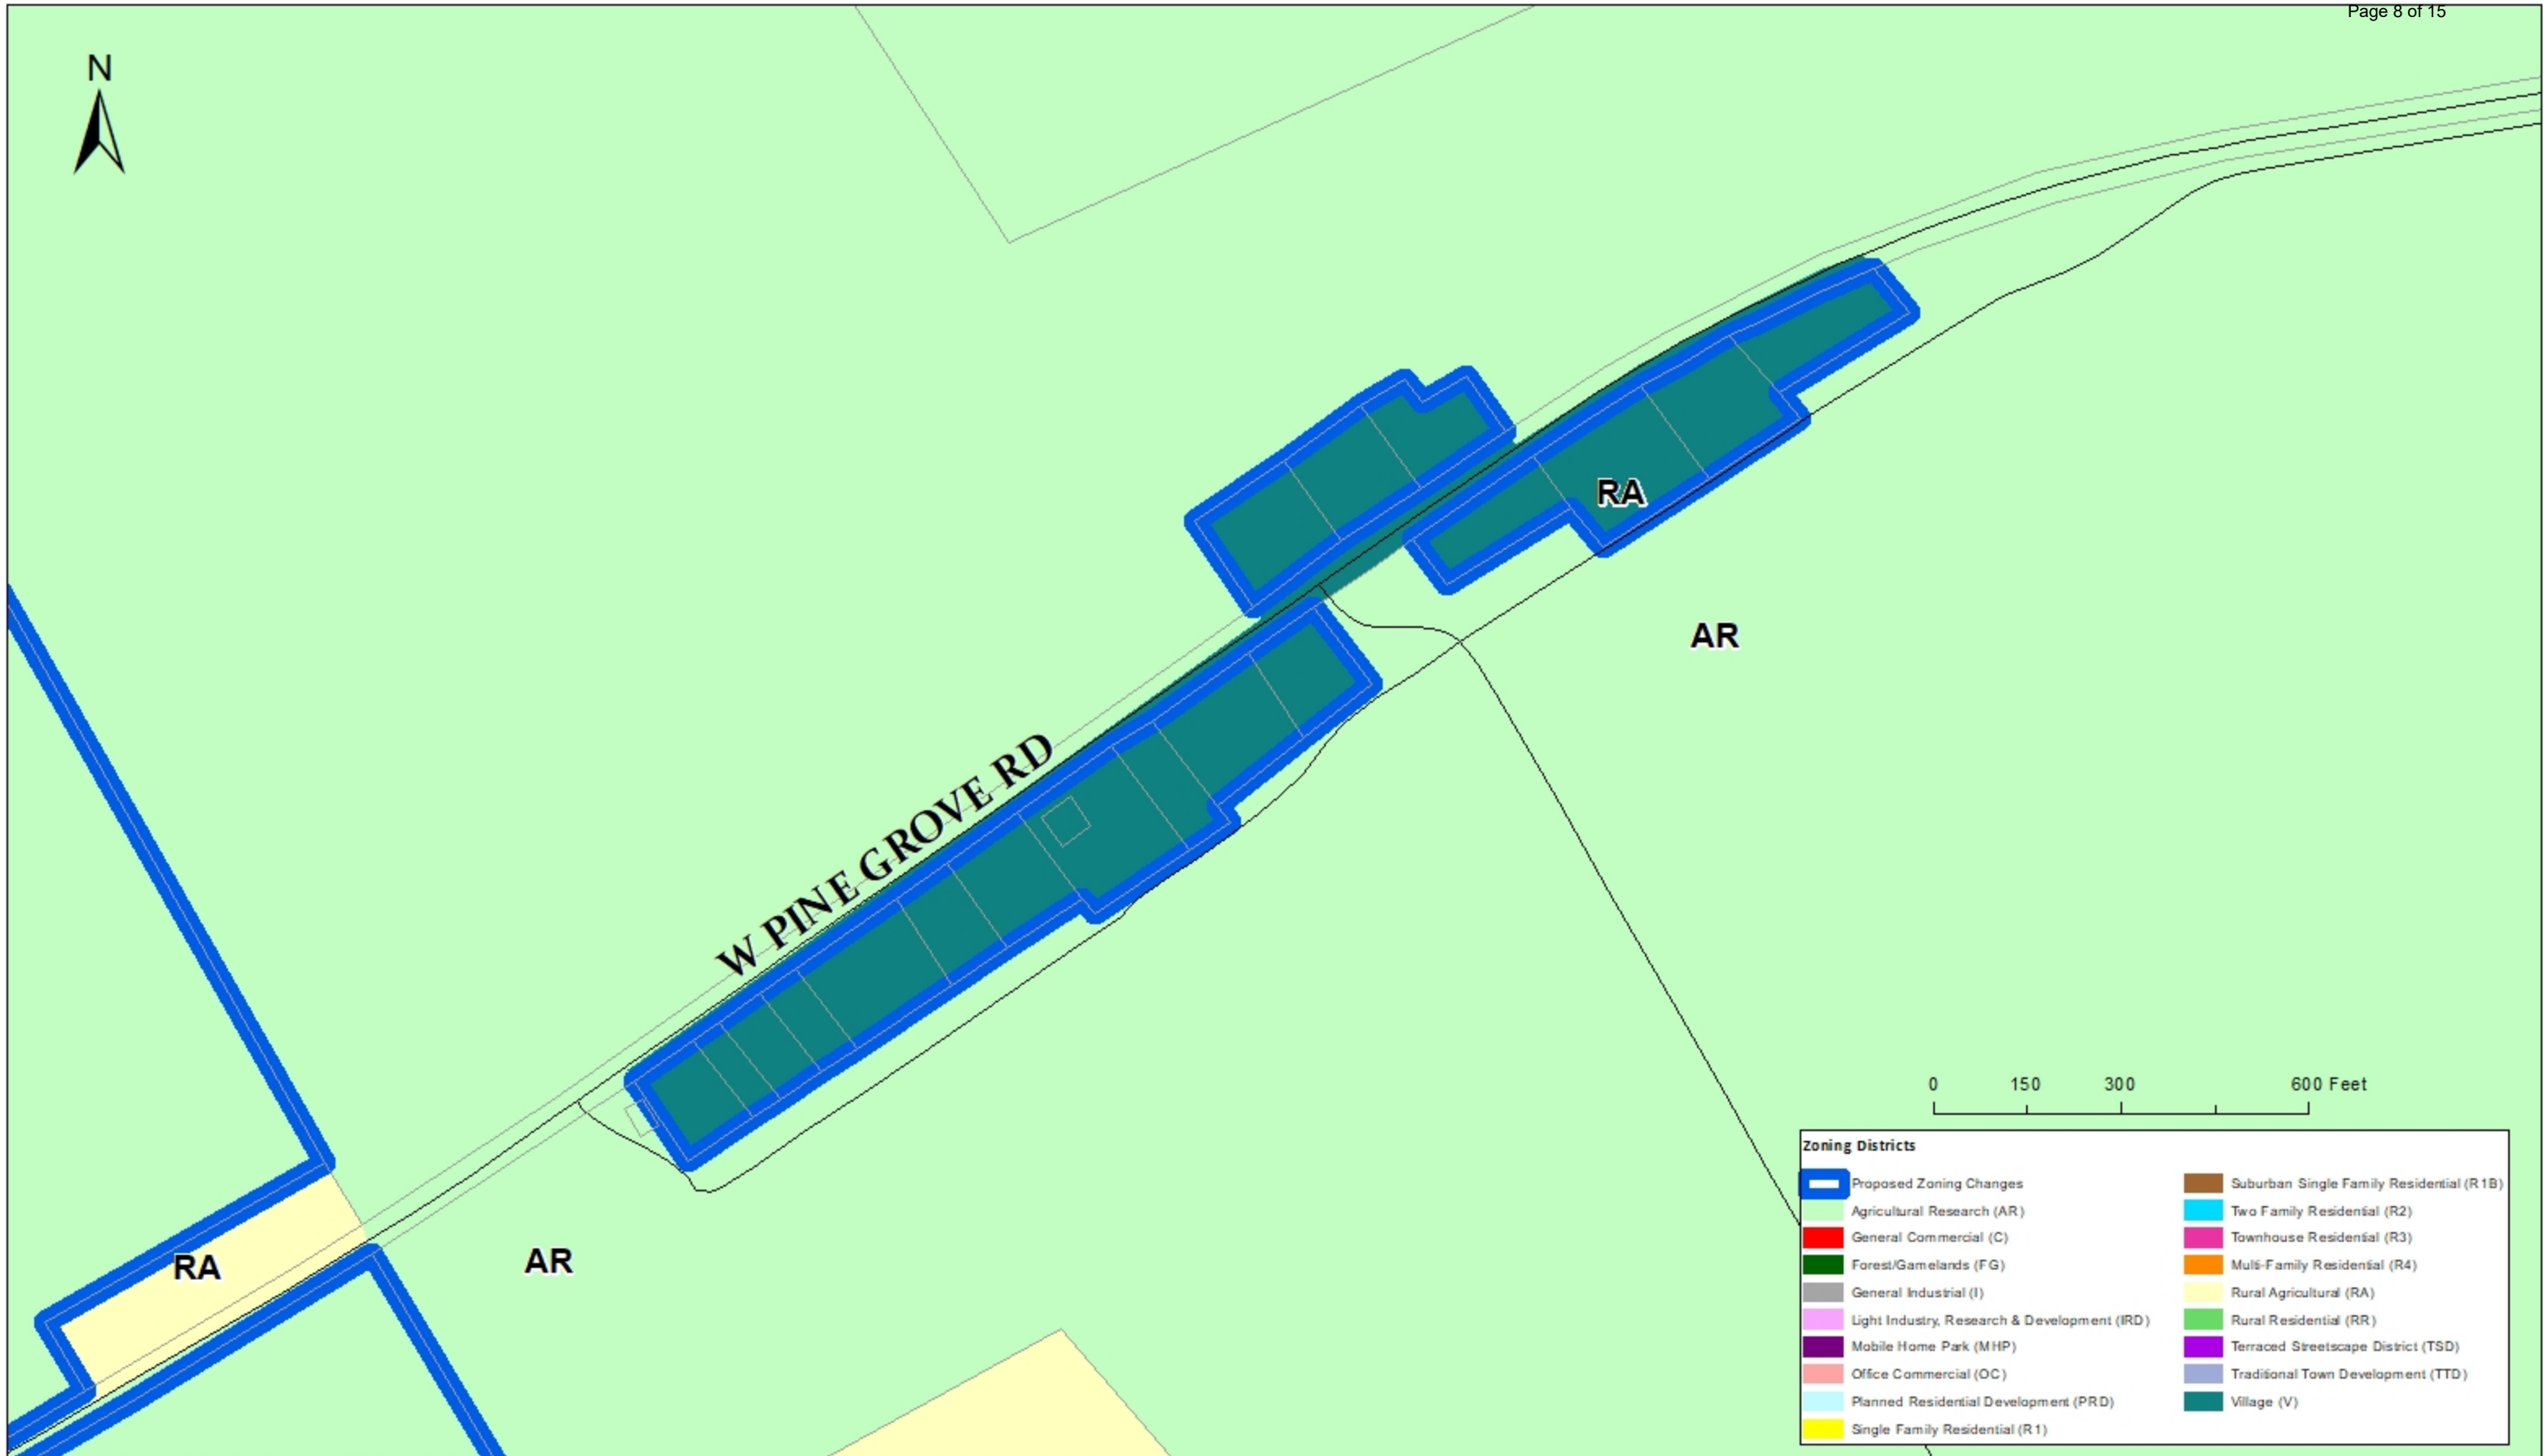 Page 8 of 15
N
RA
AR
W PINE GROVE RD
RA
AR
0 150 300 600 Feet
Zoning Districts
Proposed Zoning Changes
Agricultural Research (AR)
General Commercial (C)
Forest/Gamelands (FG)
General Industrial (I)
Light Industry, Research & Development (IRD)
Mobile Home Park (MHP)
Office Commercial (OC)
Planned Residential Development (PRD)
Single Family Residential (R1)
Suburban Single Family Residential (R1B)
Two Family Residential (R2)
Townhouse Residential (R3)
Multi-Family Residential (R4)
Rural Agricultural (RA)
Rural Residential (RR)
Terraced Streetscape District (TSD)
Traditional Town Development (TTD)
Village (V)